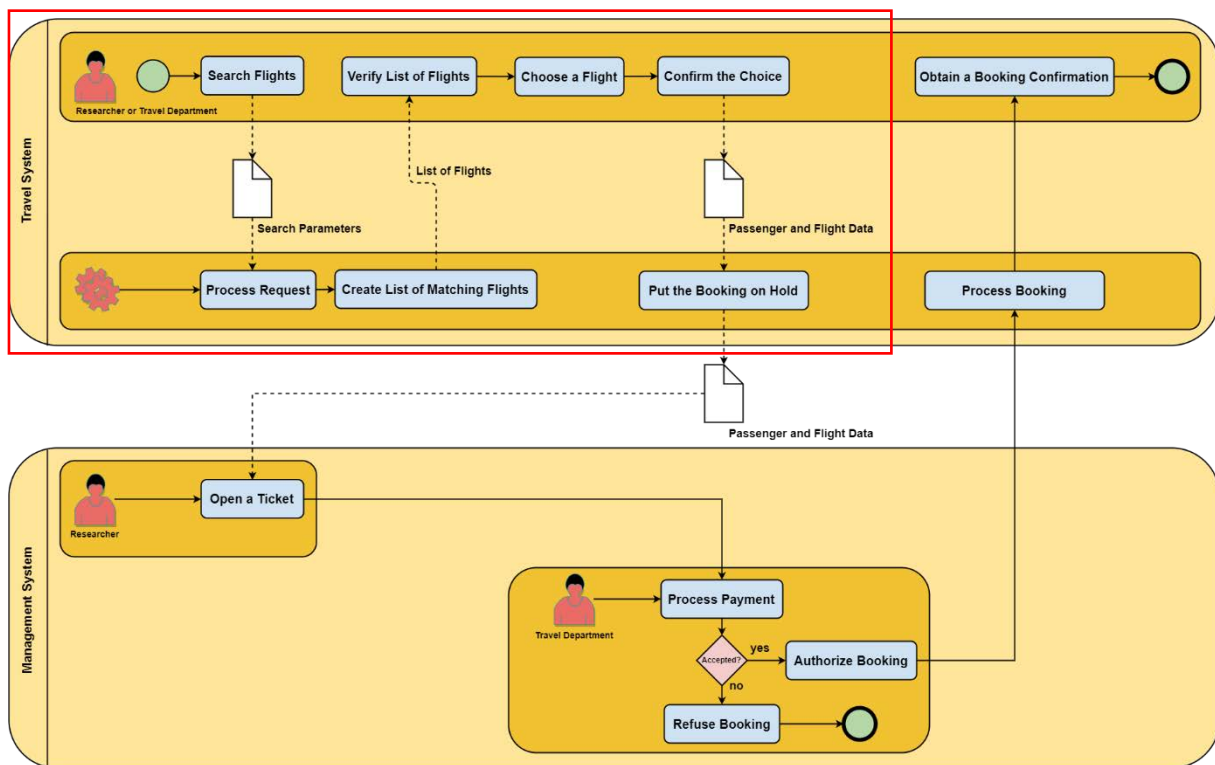 Travel System
Search Flights
Verify List of Flights
Choose a Flight
Confirm the Choice
Obtain a Booking Confirmation
Researcher or Travel Department
List of Flights
Search Parameters
Passenger and Flight Data
Process Request
Create List of Matching Flights
Put the Booking on Hold
Process Booking
Passenger and Flight Data
Management System
Open a Ticket
Researcher
Process Payment
Travel Department
Accepted?
yes
Authorize Booking
no
Refuse Booking